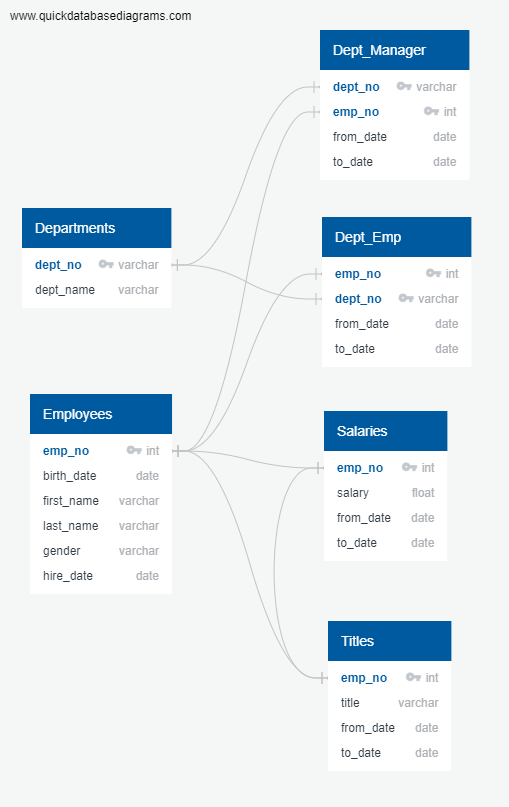 www.quickdatabasediagrams.com
Dept_Manager
dept_no varchar
emp_no int
from_date date
to_date date
Departments
dept_no varchar
dept_name varchar
Dept_Emp
emp_no int
dept_no varchar
from_date date
to_date date
Employees
emp_no int
birth_date date
first_name varchar
last_name varchar
gender varchar
hire_date date
Salaries
emp_no int
salary float
from_date date
to_date date
Titles
emp_no int
title varchar
from_date date
to_date date